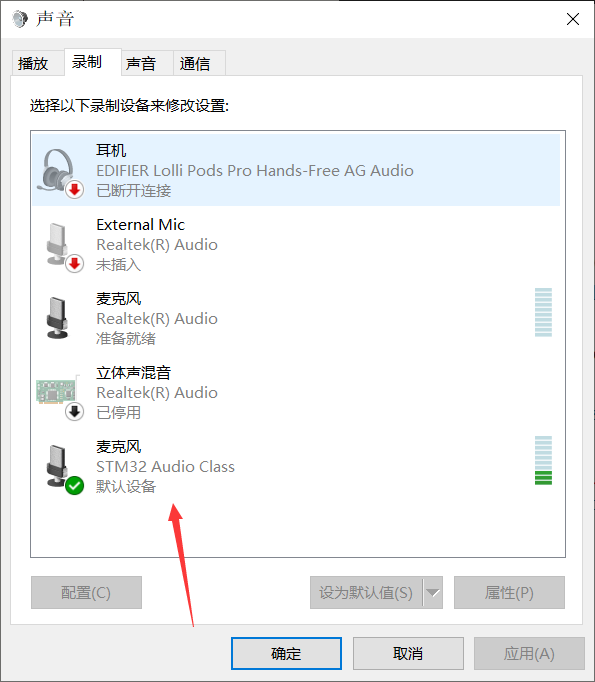 声音
播放 录制 声音 通信
选择以下录制设备来修改设置:
耳机
EDIFIER Lolli Pods Pro Hands-Free AG Audio
已断开连接
External Mic
Realtek(R) Audio
未插入
麦克风
Realtek(R) Audio
准备就绪
立体声混音
Realtek(R) Audio
已停用
麦克风
STM32 Audio Class
默认设备
配置(C) 设为默认值(S) 属性(P)
确定 取消 应用(A)